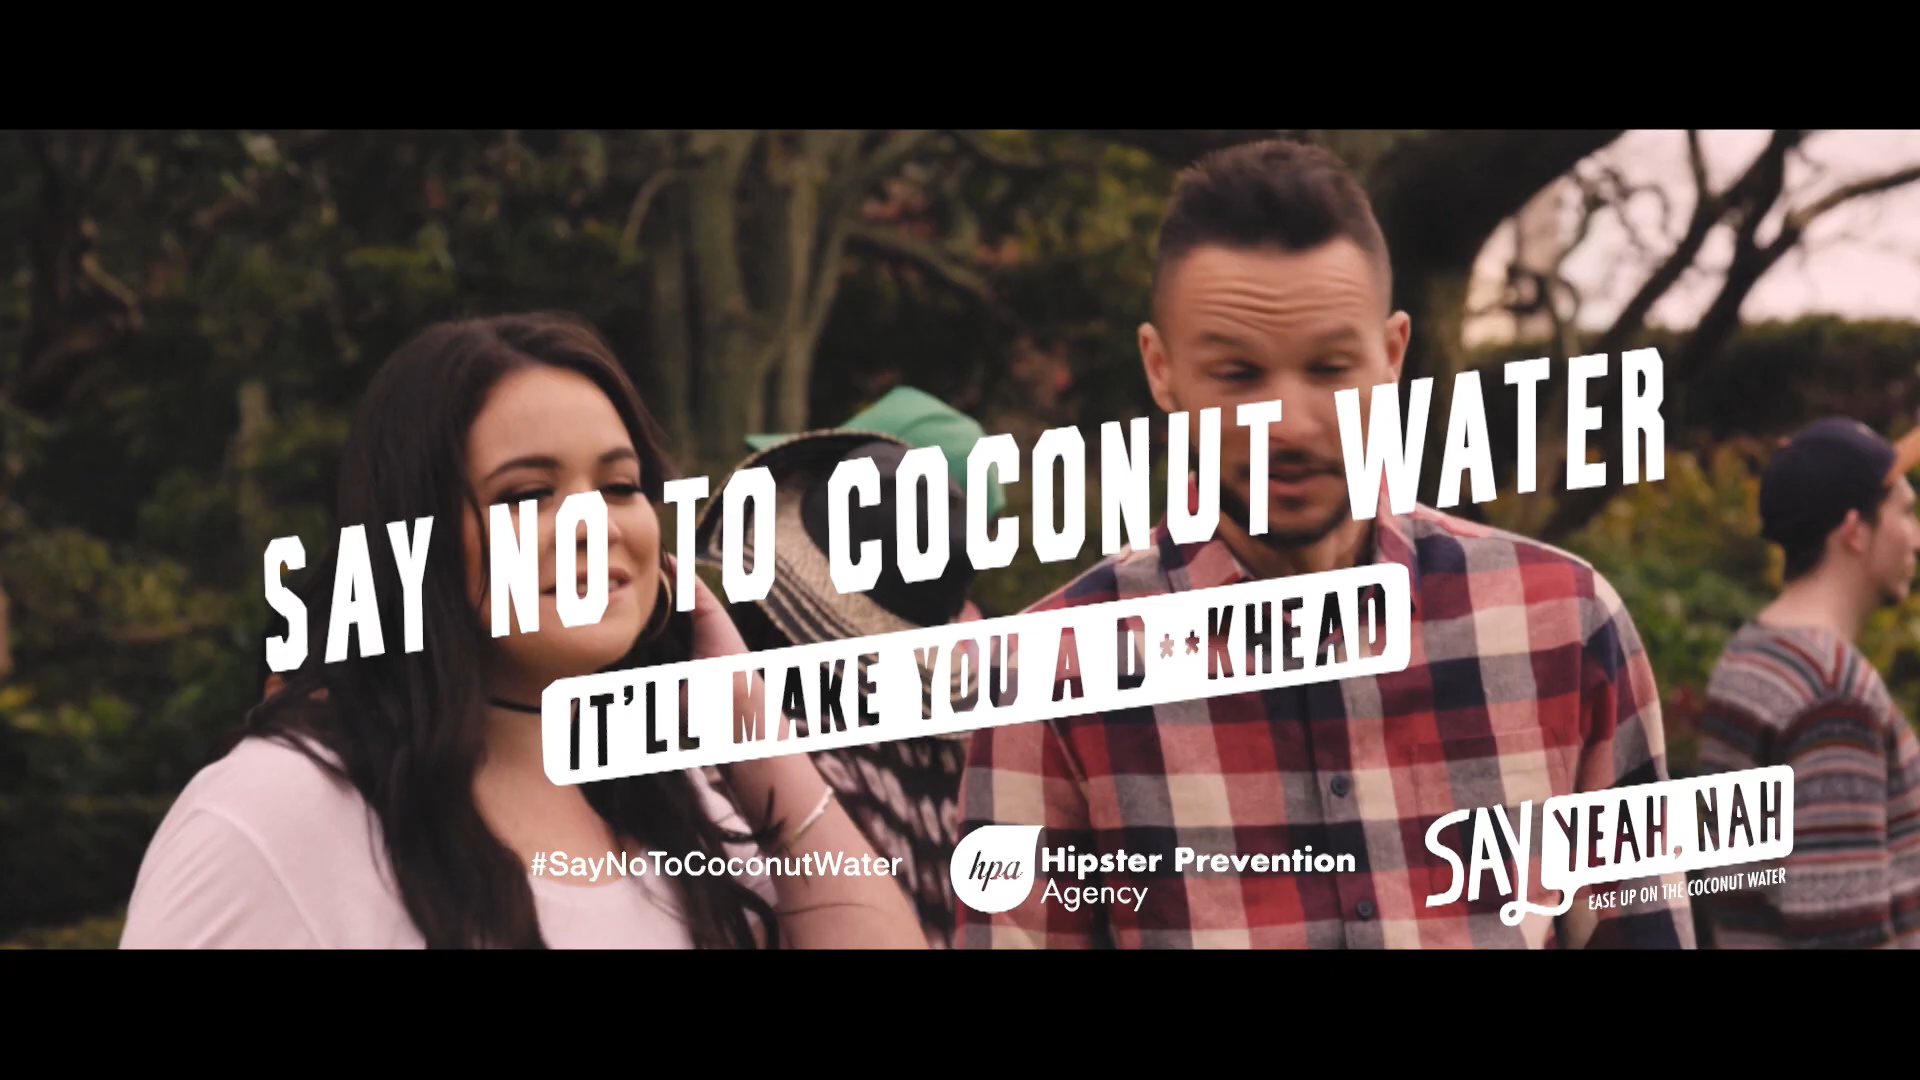 SAY NO TO COCONUT WATER
IT'LL MAKE YOU A D**KHEAD
#SayNoToCoconutWater
hpa Hipster Prevention
Agency
SAY YEAH, NAH
EASE UP ON THE COCONUT WATER